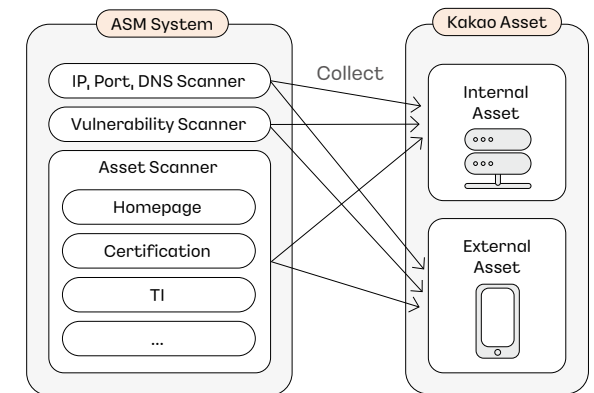 ASM System
Kakao Asset
IP, Port, DNS Scanner
Vulnerability Scanner
Asset Scanner
Homepage
Certification
TI
...
Collect
Internal
Asset
External
Asset